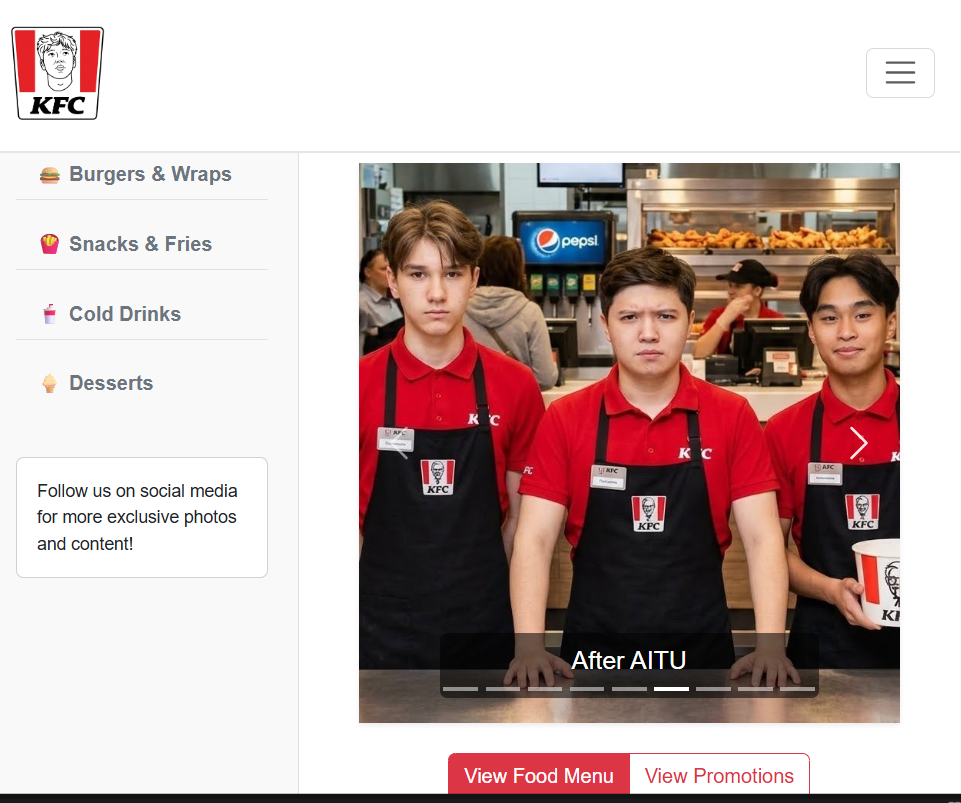 KFC
Burgers & Wraps
Snacks & Fries
Cold Drinks
Desserts
Follow us on social media
for more exclusive photos
and content!
pepsi
KFC
KFC
KFC
KFC
KFC
KFC
KFC
After AITU
View Food Menu
View Promotions